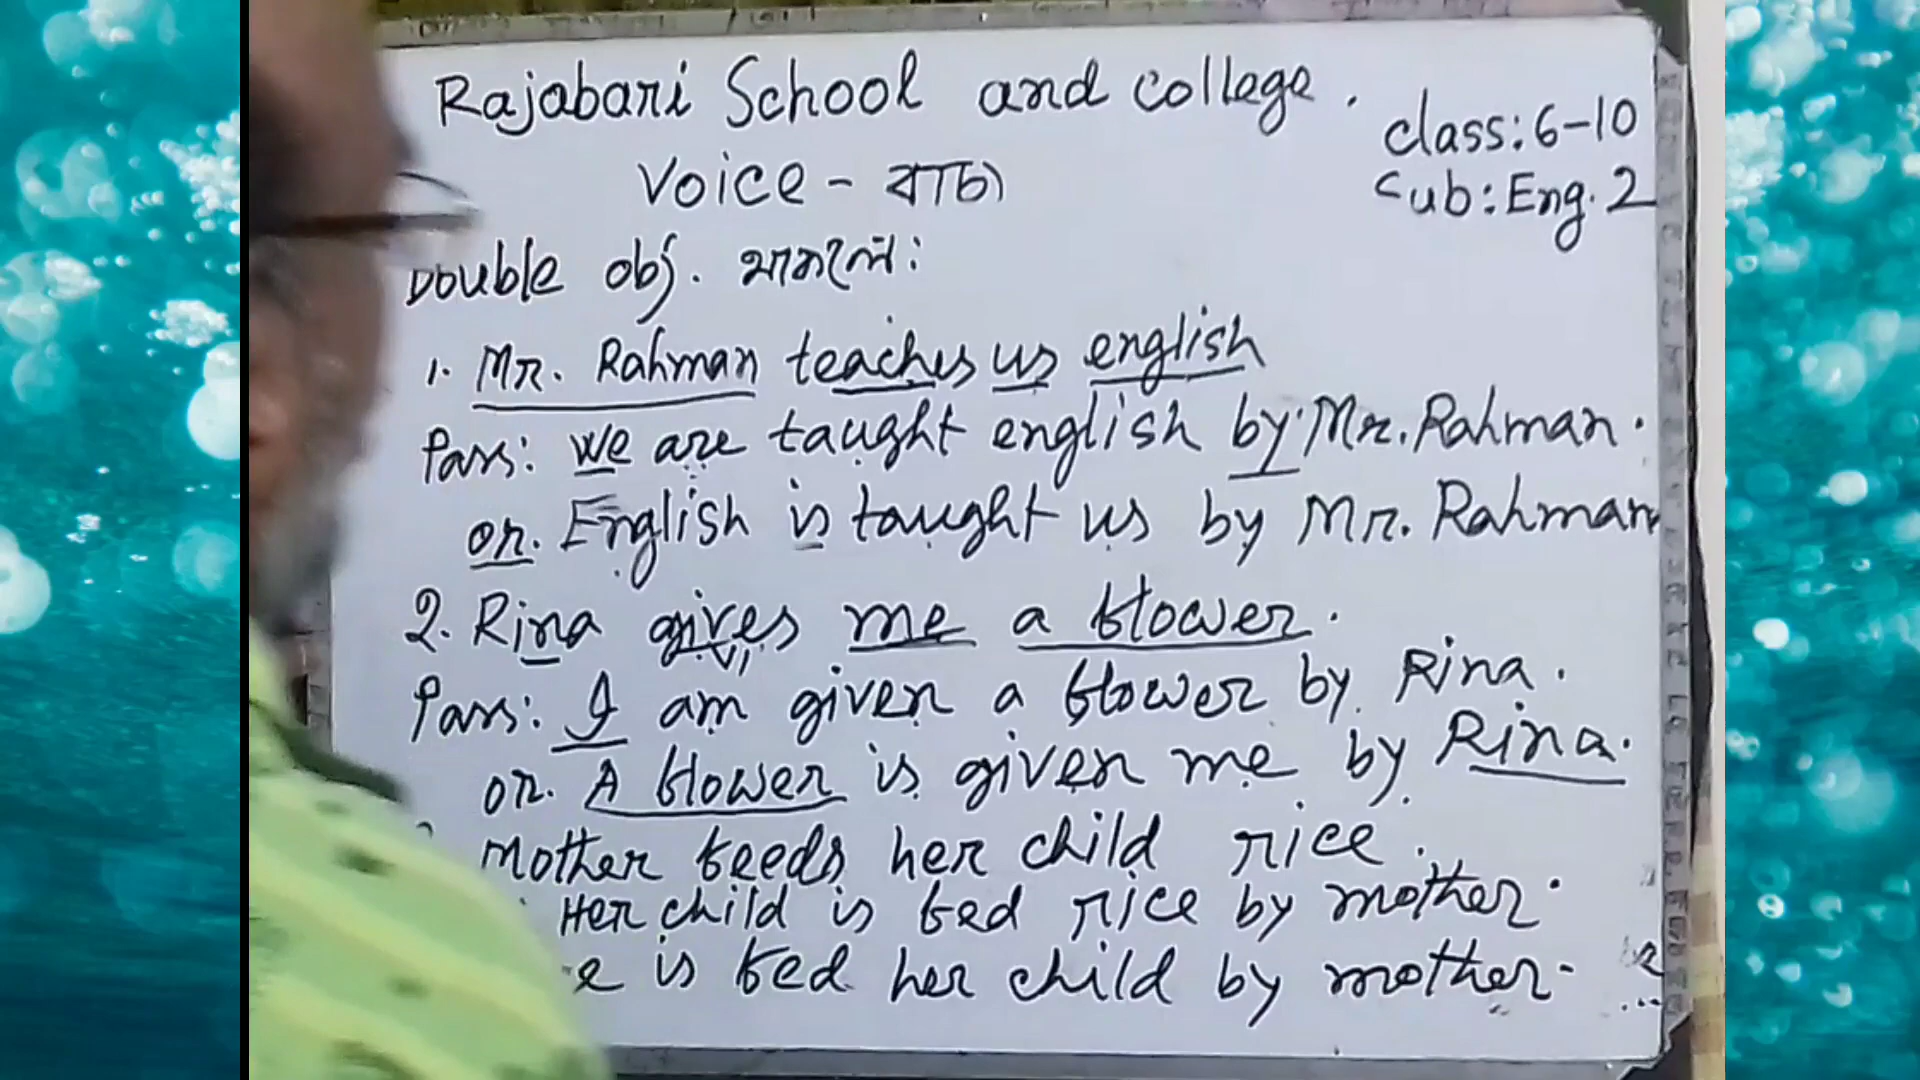 Rajabari School and college.
class: 6-10
Voice - বাচ্য
Sub: Eng. 2
Double obj. থাকলে:
1. Mr. Rahman teaches us english
Pass: we are taught english by Mr. Rahman.
or. English is taught us by Mr. Rahman
2. Rina gives me a flower.
Pass: I am given a flower by Rina.
or. A flower is given me by Rina.
Mother feeds her child rice.
Her child is fed rice by mother.
is fed her child by mother.